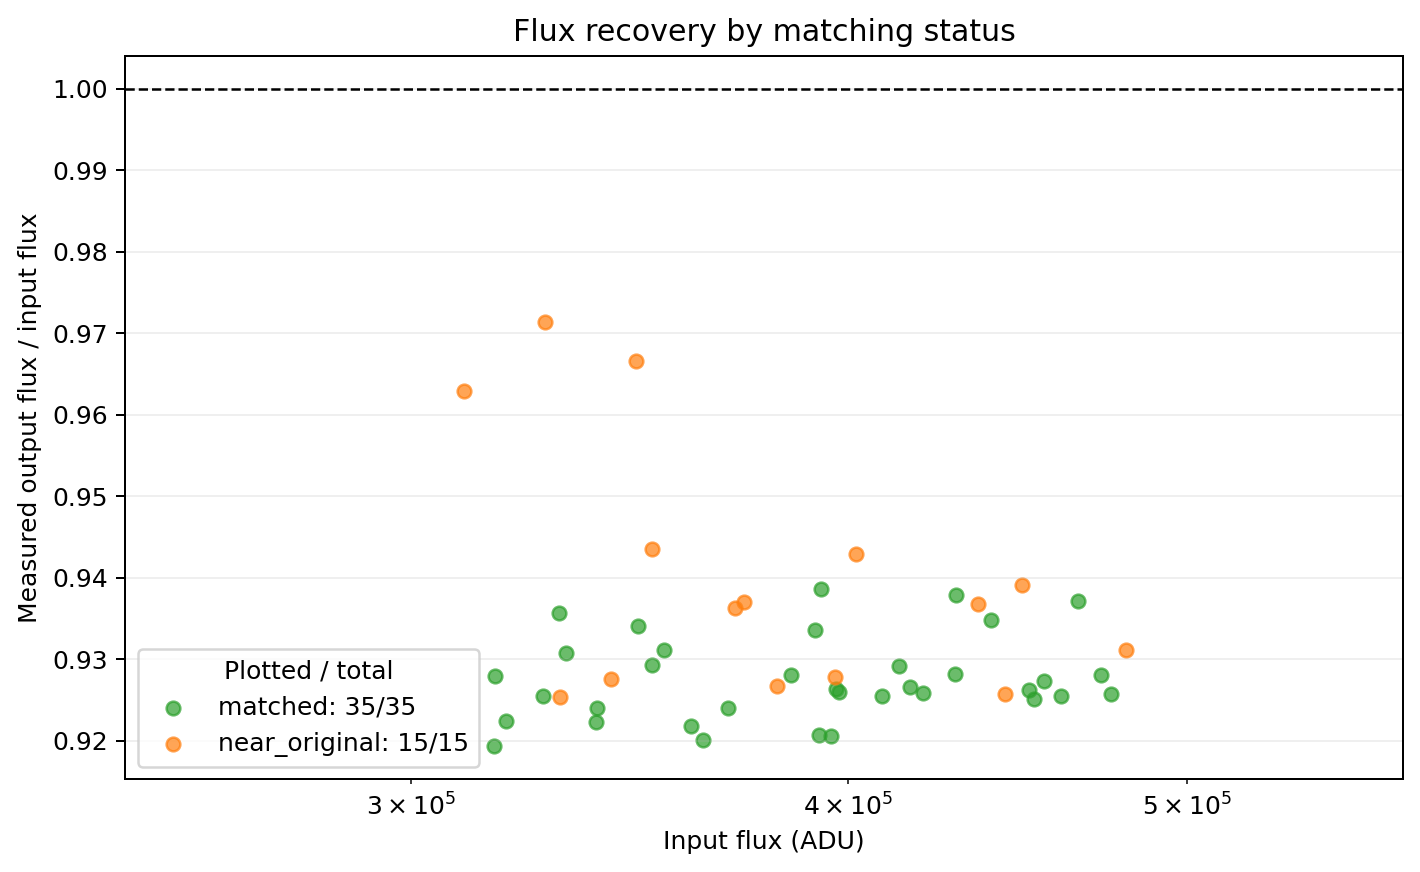 Flux recovery by matching status
Measured output flux / input flux
1.00
0.99
0.98
0.97
0.96
0.95
0.94
0.93
0.92
Plotted / total
matched: 35/35
near_original: 15/15
3 × 10⁵
4 × 10⁵
5 × 10⁵
Input flux (ADU)